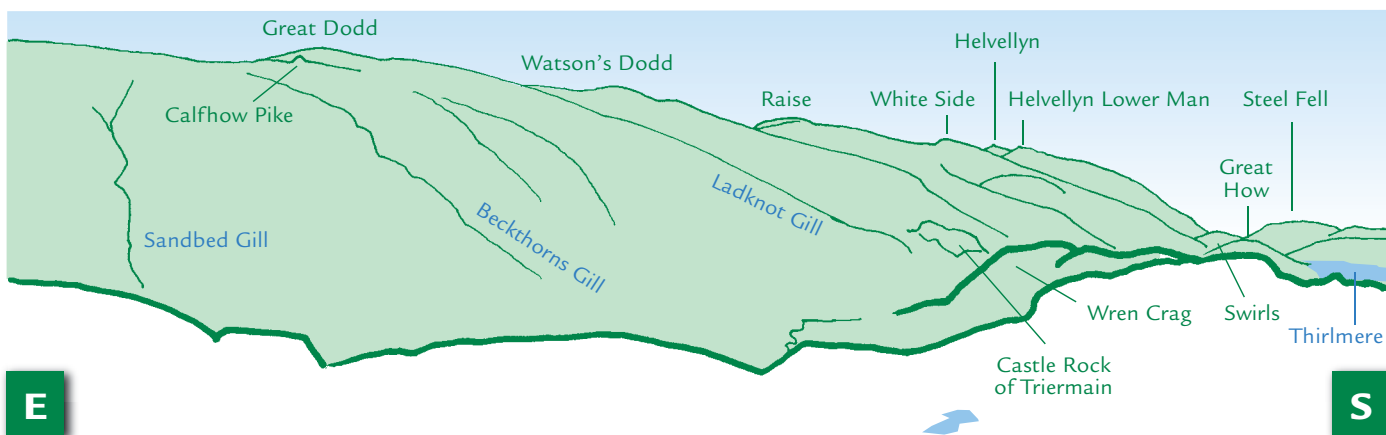 Great Dodd
Helvellyn
Watson's Dodd
Raise
White Side
Helvellyn Lower Man
Steel Fell
Calfhow Pike
Great
How
Ladknot Gill
Beckthorns Gill
Sandbed Gill
Wren Crag
Swirls
Thirlmere
Castle Rock
of Triermain
E
S